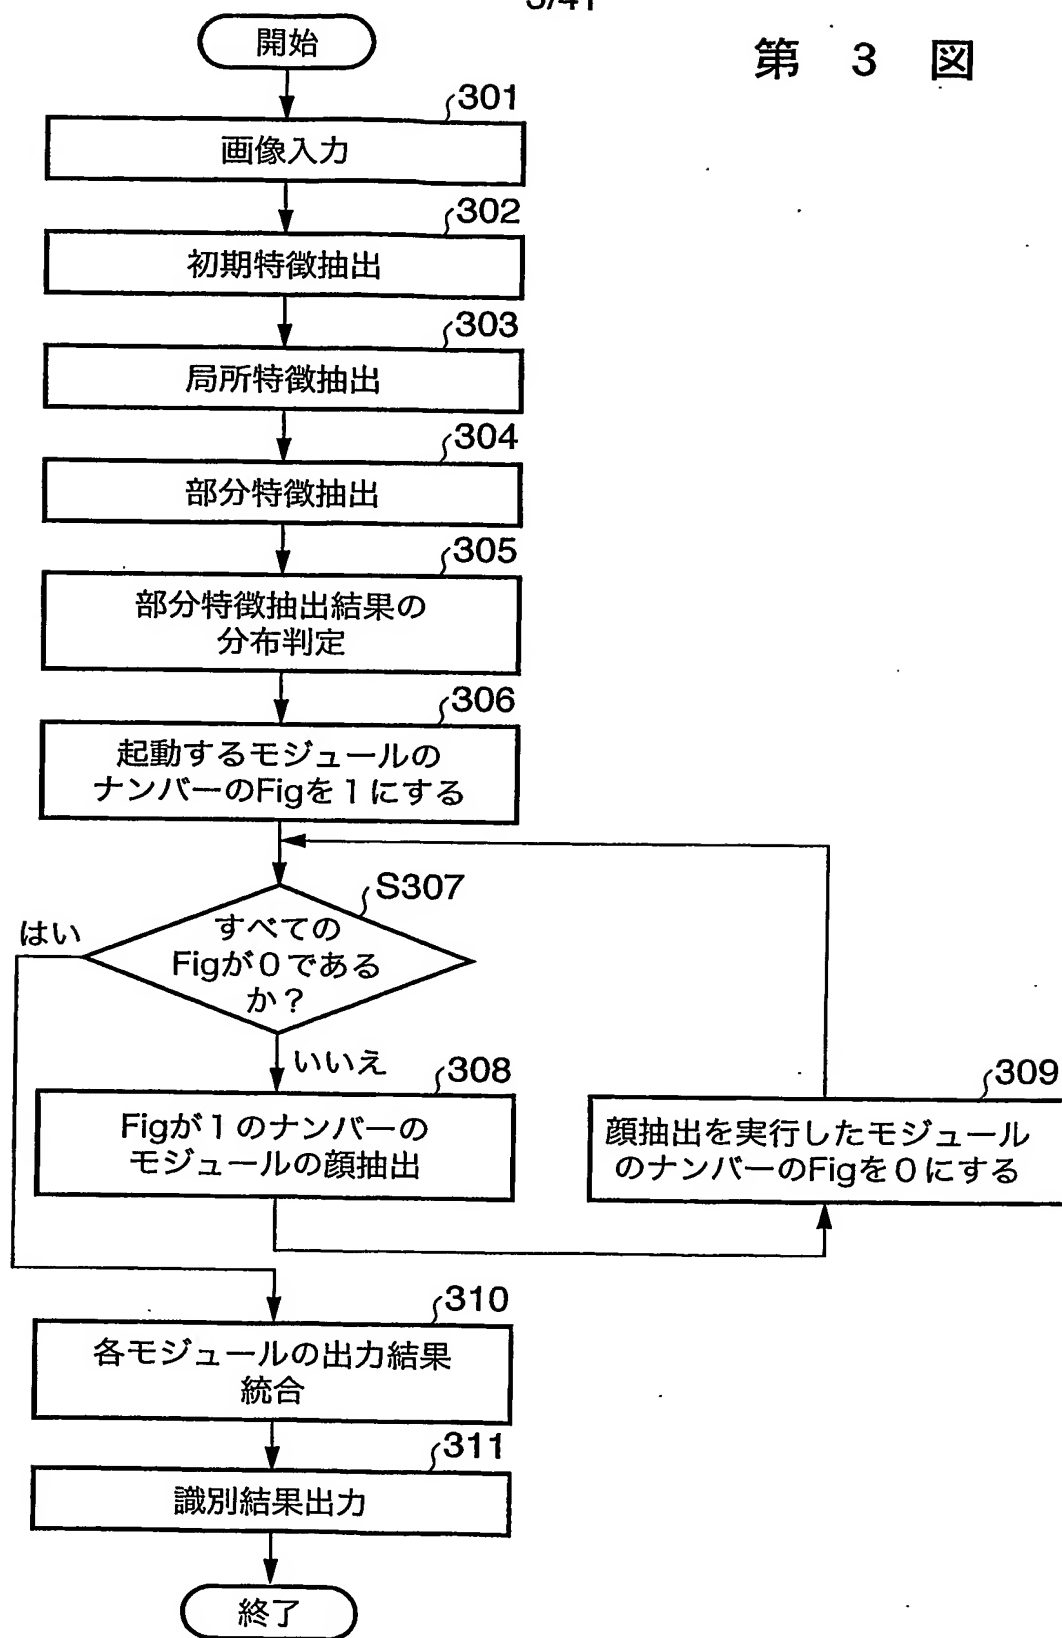 第 3 図
開始
301
画像入力
302
初期特徴抽出
303
局所特徴抽出
304
部分特徴抽出
305
部分特徴抽出結果の
分布判定
306
起動するモジュールの
ナンバーのFigを1にする
S307
すべての
Figが0である
か?
はい
いいえ
308
Figが1のナンバーの
モジュールの顔抽出
309
顔抽出を実行したモジュール
のナンバーのFigを0にする
310
各モジュールの出力結果
統合
311
識別結果出力
終了